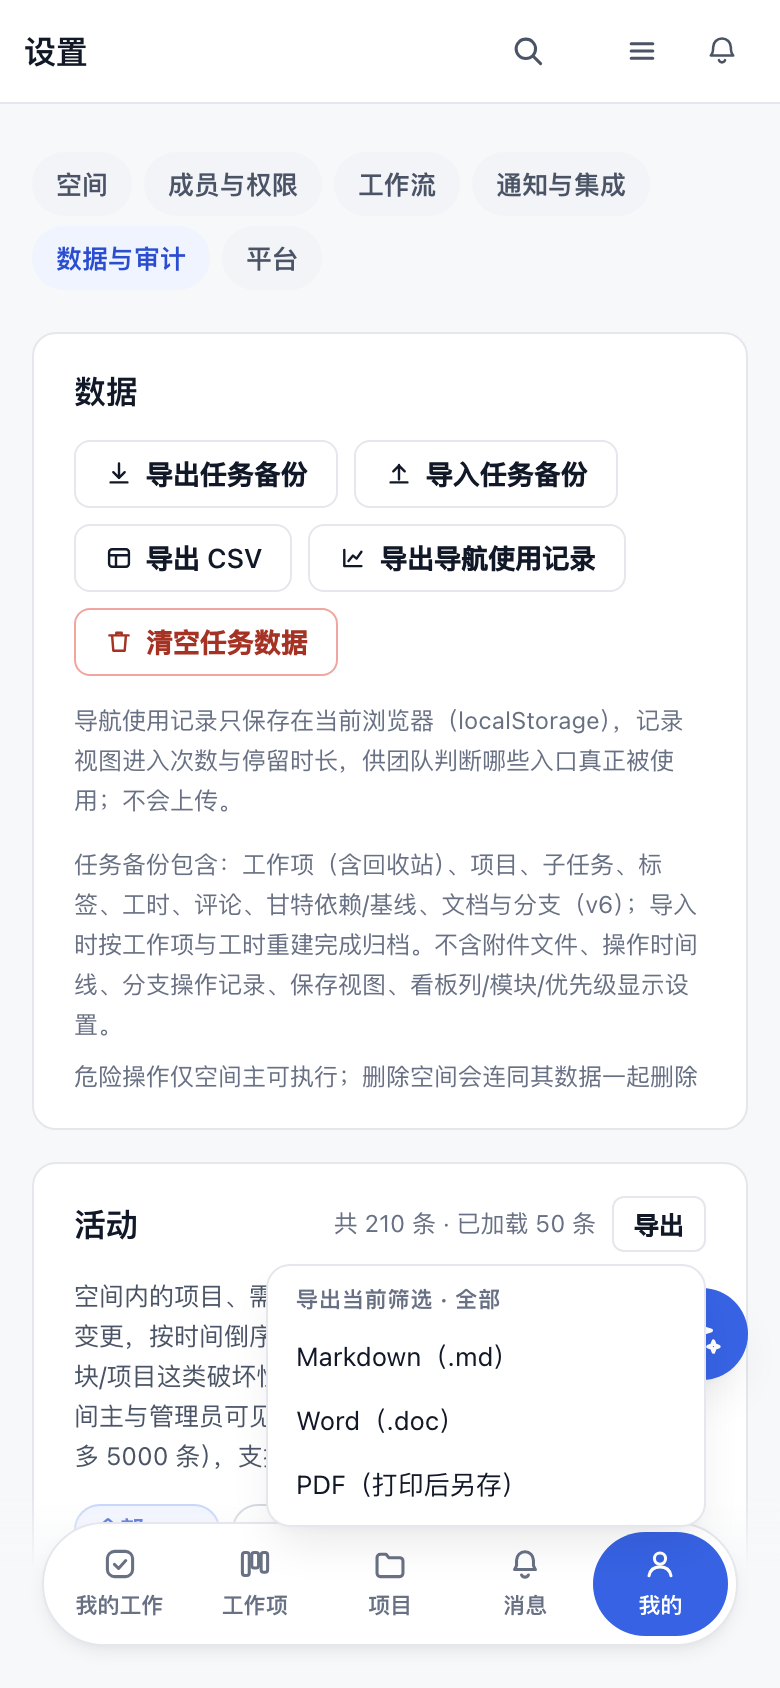 设置
空间
成员与权限
工作流
通知与集成
数据与审计
平台
数据
导出任务备份
导入任务备份
导出 CSV
导出导航使用记录
清空任务数据
导航使用记录只保存在当前浏览器（localStorage），记录
视图进入次数与停留时长，供团队判断哪些入口真正被使
用；不会上传。
任务备份包含：工作项（含回收站）、项目、子任务、标
签、工时、评论、甘特依赖/基线、文档与分支（v6）；导入
时按工作项与工时重建完成归档。不含附件文件、操作时间
线、分支操作记录、保存视图、看板列/模块/优先级显示设
置。
危险操作仅空间主可执行；删除空间会连同其数据一起删除
活动
共 210 条 · 已加载 50 条
导出
空间内的项目、需
变更，按时间倒序
块/项目这类破坏性
间主与管理员可见
多 5000 条），支
导出当前筛选 · 全部
Markdown（.md）
Word（.doc）
PDF（打印后另存）
我的工作
工作项
项目
消息
我的